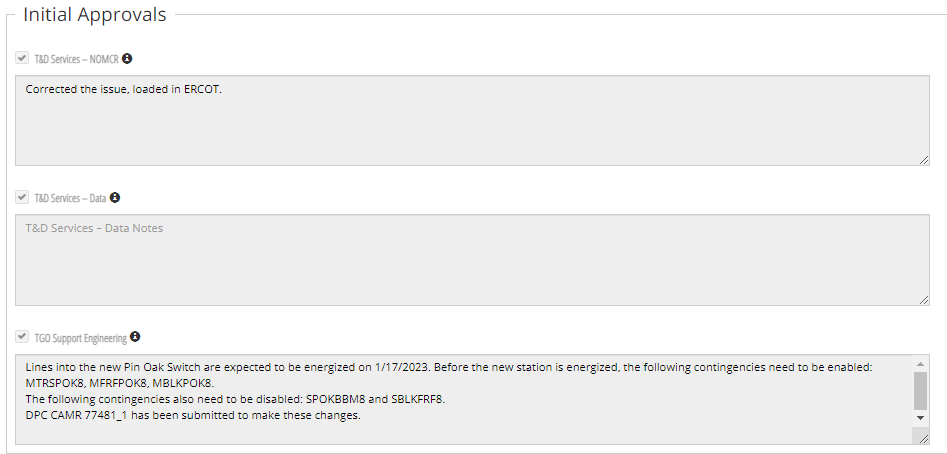 Initial Approvals
T&D Services – NOMCR
Corrected the issue, loaded in ERCOT.
T&D Services – Data
T&D Services – Data Notes
TGO Support Engineering
Lines into the new Pin Oak Switch are expected to be energized on 1/17/2023. Before the new station is energized, the following contingencies need to be enabled:
MTRSPOK8, MFRFPOK8, MBLKPOK8.
The following contingencies also need to be disabled: SPOKBBM8 and SBLKFRF8.
DPC CAMR 77481_1 has been submitted to make these changes.